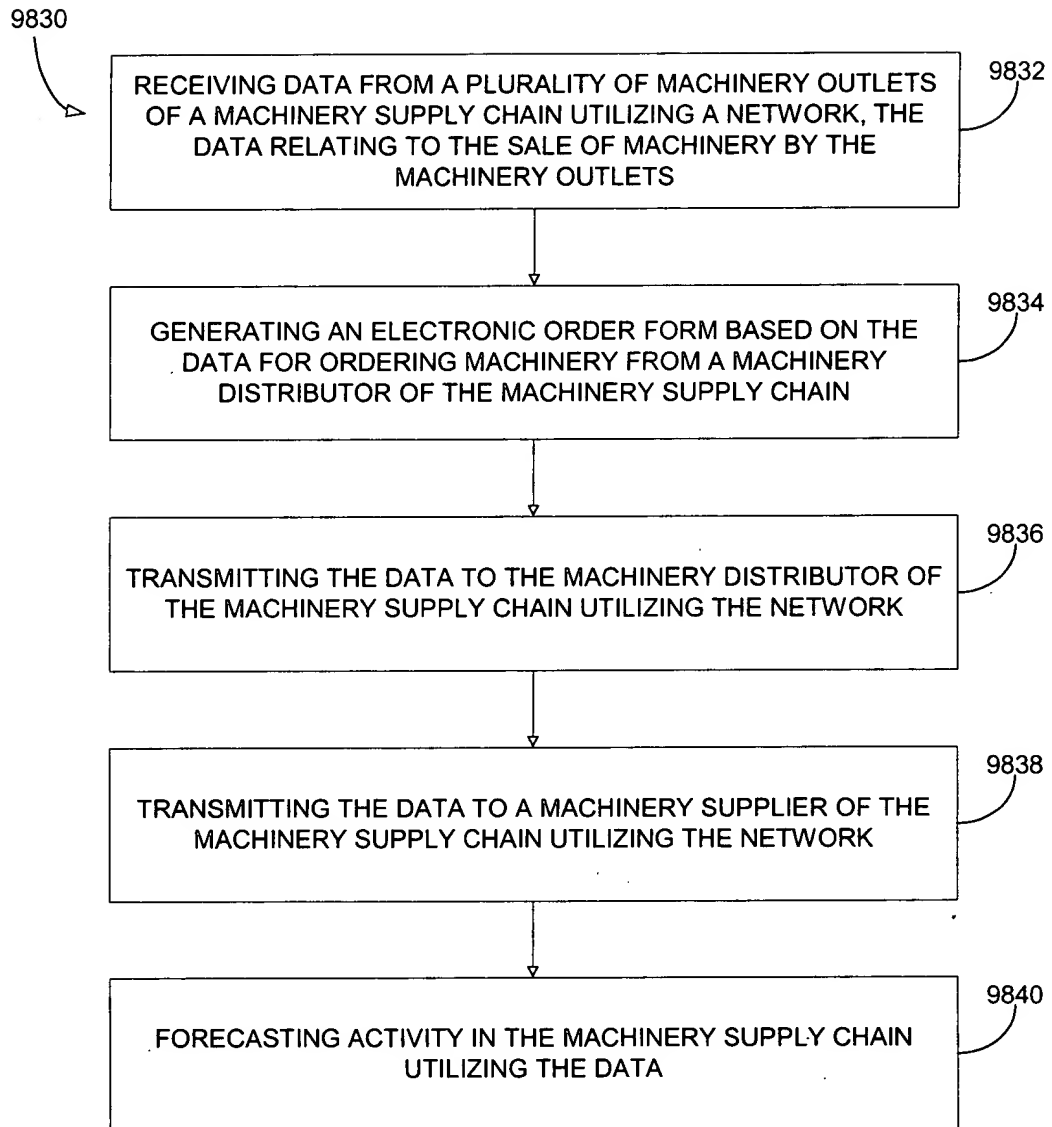 9830
RECEIVING DATA FROM A PLURALITY OF MACHINERY OUTLETS
OF A MACHINERY SUPPLY CHAIN UTILIZING A NETWORK, THE
DATA RELATING TO THE SALE OF MACHINERY BY THE
MACHINERY OUTLETS
9832
GENERATING AN ELECTRONIC ORDER FORM BASED ON THE
DATA FOR ORDERING MACHINERY FROM A MACHINERY
DISTRIBUTOR OF THE MACHINERY SUPPLY CHAIN
9834
TRANSMITTING THE DATA TO THE MACHINERY DISTRIBUTOR OF
THE MACHINERY SUPPLY CHAIN UTILIZING THE NETWORK
9836
TRANSMITTING THE DATA TO A MACHINERY SUPPLIER OF THE
MACHINERY SUPPLY CHAIN UTILIZING THE NETWORK
9838
FORECASTING ACTIVITY IN THE MACHINERY SUPPLY CHAIN
UTILIZING THE DATA
9840